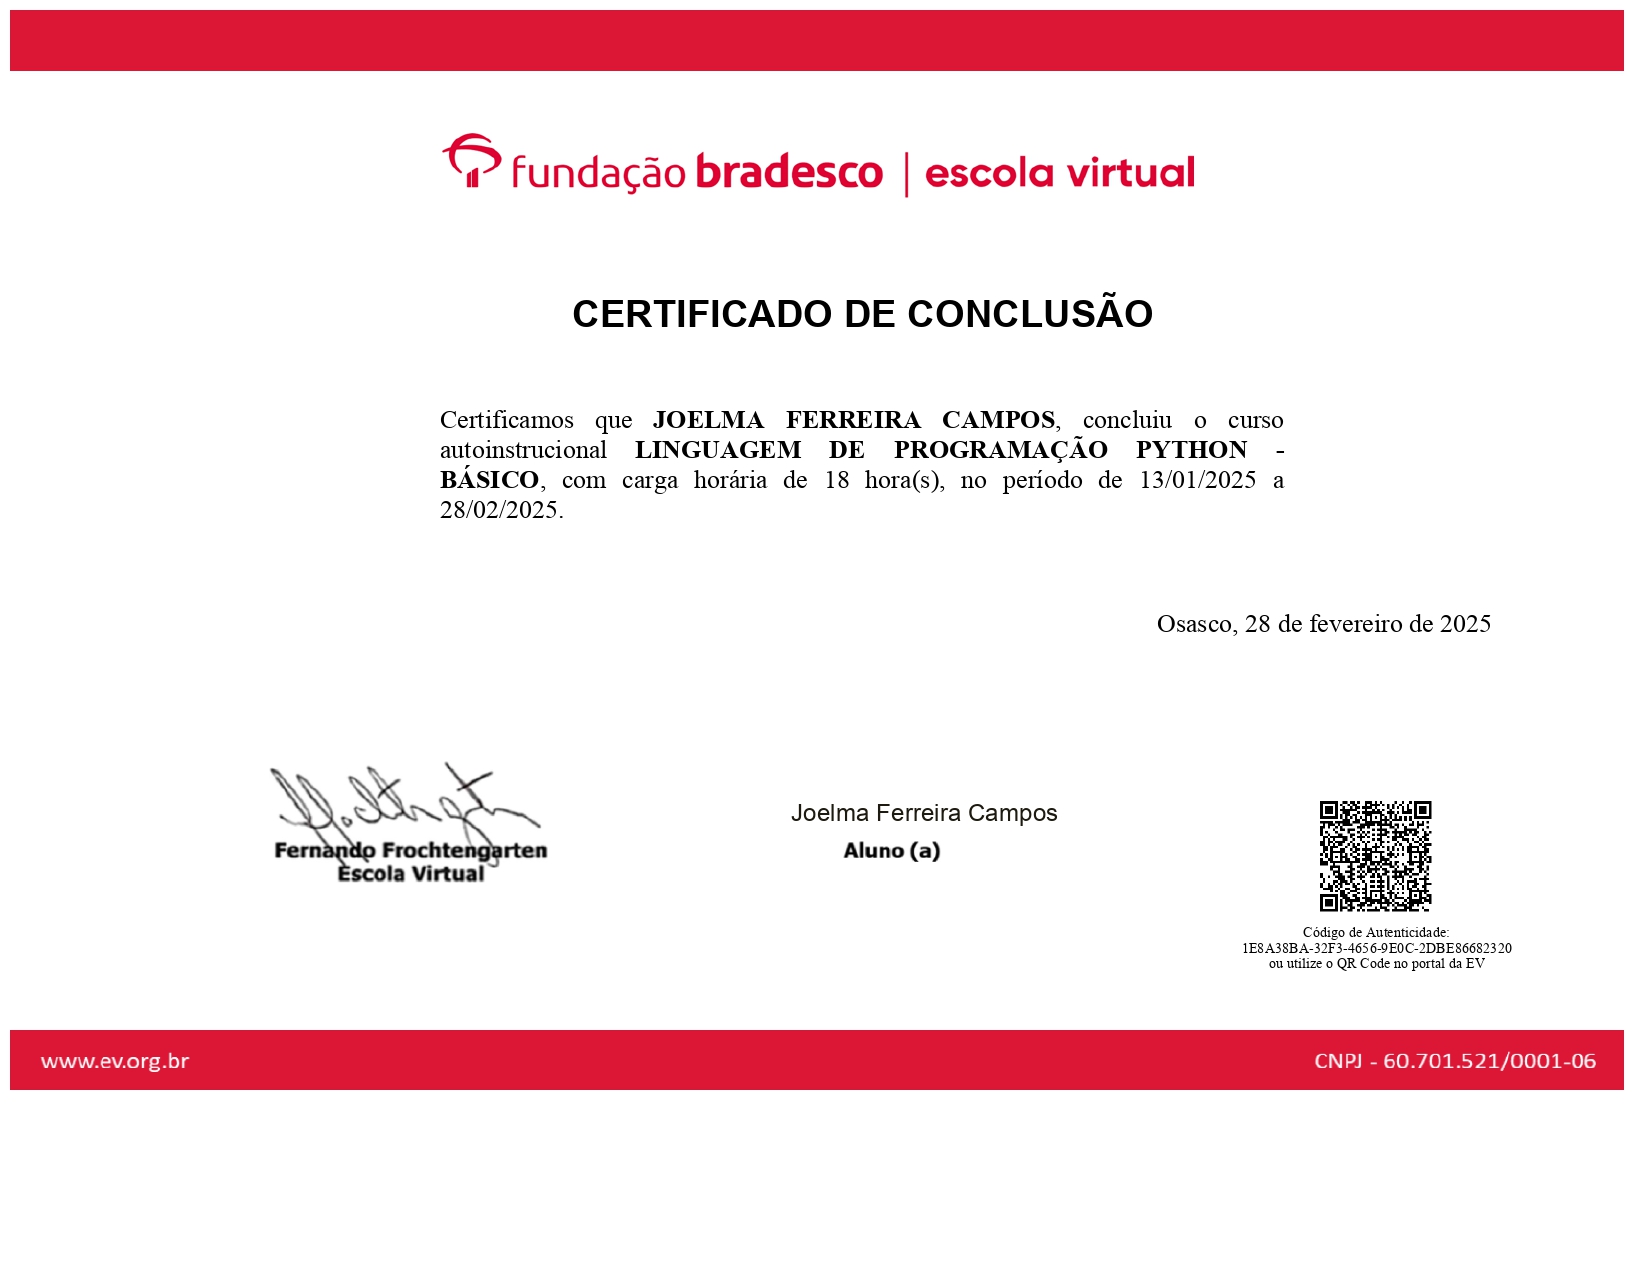 fundação bradesco | escola virtual
CERTIFICADO DE CONCLUSÃO
Certificamos que JOELMA FERREIRA CAMPOS, concluiu o curso
autoinstrucional LINGUAGEM DE PROGRAMAÇÃO PYTHON -
BÁSICO, com carga horária de 18 hora(s), no período de 13/01/2025 a
28/02/2025.
Osasco, 28 de fevereiro de 2025
Fernando Frochtengarten
Escola Virtual
Joelma Ferreira Campos
Aluno (a)
Código de Autenticidade:
1E8A38BA-32F3-4656-9E0C-2DBE86682320
ou utilize o QR Code no portal da EV
www.ev.org.br
CNPJ - 60.701.521/0001-06